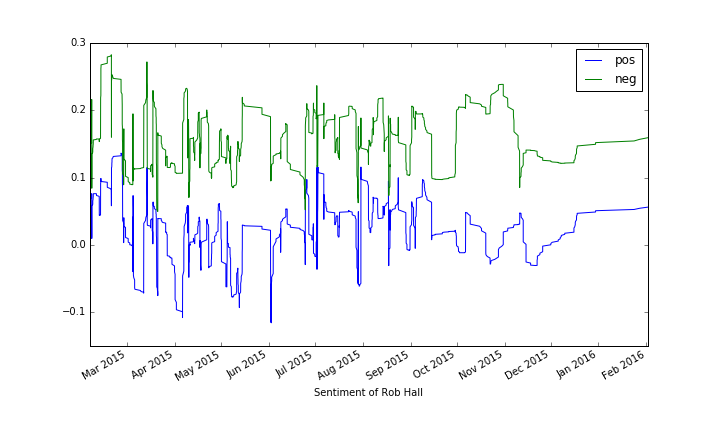 0.3
pos
neg
0.2
0.1
0.0
−0.1
Mar 2015
Apr 2015
May 2015
Jun 2015
Jul 2015
Aug 2015
Sep 2015
Oct 2015
Nov 2015
Dec 2015
Jan 2016
Feb 2016
Sentiment of Rob Hall